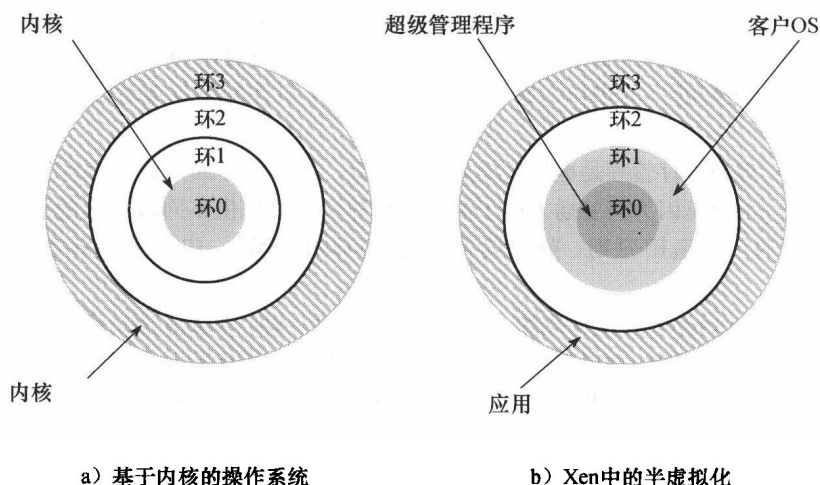 内核
环3
环2
环1
环0
内核
a）基于内核的操作系统
超级管理程序
客户OS
环3
环2
环1
环0
应用
b）Xen中的半虚拟化